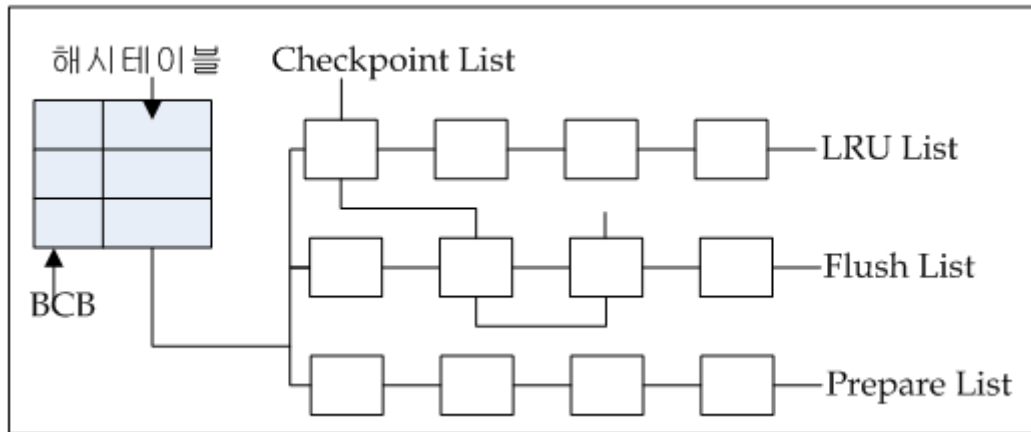 해시테이블
Checkpoint List
LRU List
Flush List
BCB
Prepare List